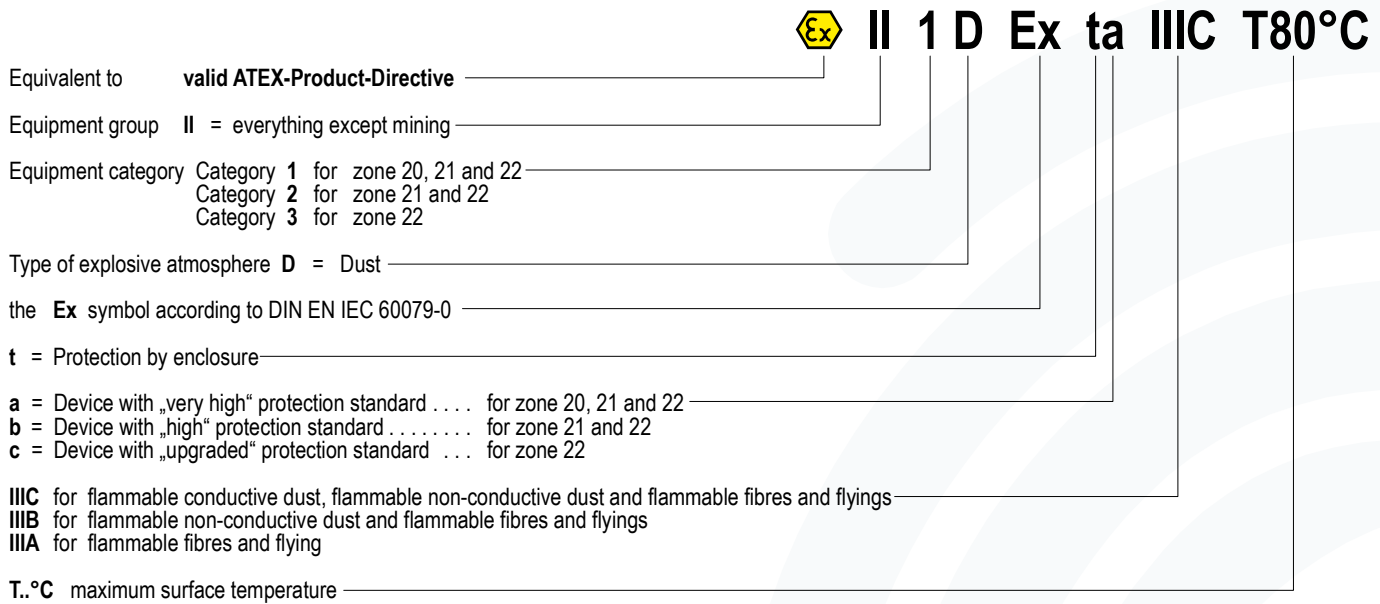 Ex II 1 D Ex ta IIIC T80°C
Equivalent to valid ATEX-Product-Directive
Equipment group II = everything except mining
Equipment category Category 1 for zone 20, 21 and 22
Category 2 for zone 21 and 22
Category 3 for zone 22
Type of explosive atmosphere D = Dust
the Ex symbol according to DIN EN IEC 60079-0
t = Protection by enclosure
a = Device with „very high“ protection standard . . . . for zone 20, 21 and 22
b = Device with „high“ protection standard . . . . . . . . for zone 21 and 22
c = Device with „upgraded“ protection standard . . . for zone 22
IIIC for flammable conductive dust, flammable non-conductive dust and flammable fibres and flyings
IIIB for flammable non-conductive dust and flammable fibres and flyings
IIIA for flammable fibres and flying
T..°C maximum surface temperature